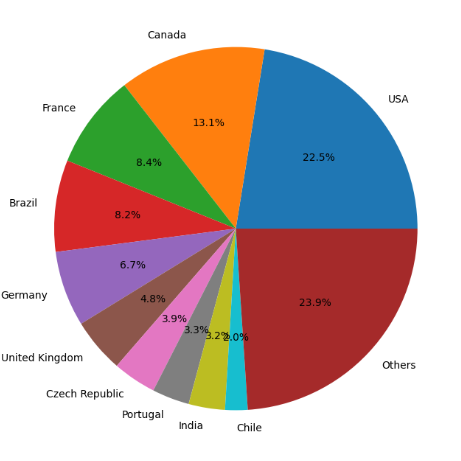 Canada
USA
France
13.1%
22.5%
8.4%
Brazil
8.2%
6.7%
Germany
4.8%
23.9%
3.9%
3.3%
3.2%
2.0%
United Kingdom
Others
Czech Republic
Portugal
India
Chile